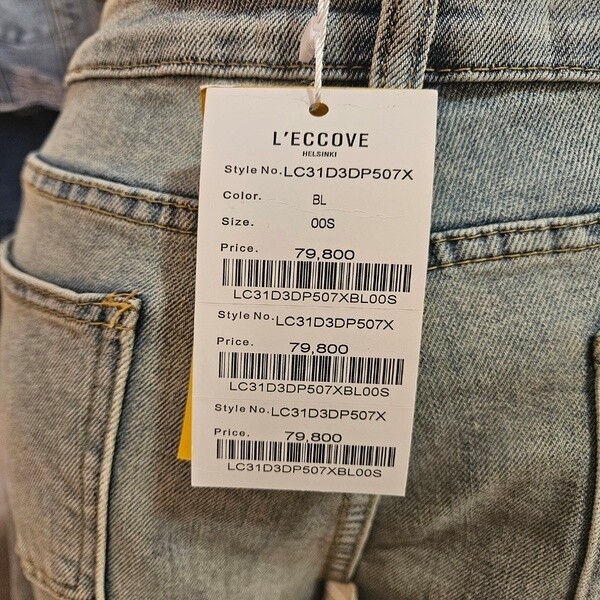 L'ECCOVE
HELSINKI
Style No. LC31D3DP507X
Color. BL
Size. 00S
Price. 79,800
LC31D3DP507XBL00S
Style No. LC31D3DP507X
Price. 79,800
LC31D3DP507XBL00S
Style No. LC31D3DP507X
Price. 79,800
LC31D3DP507XBL00S